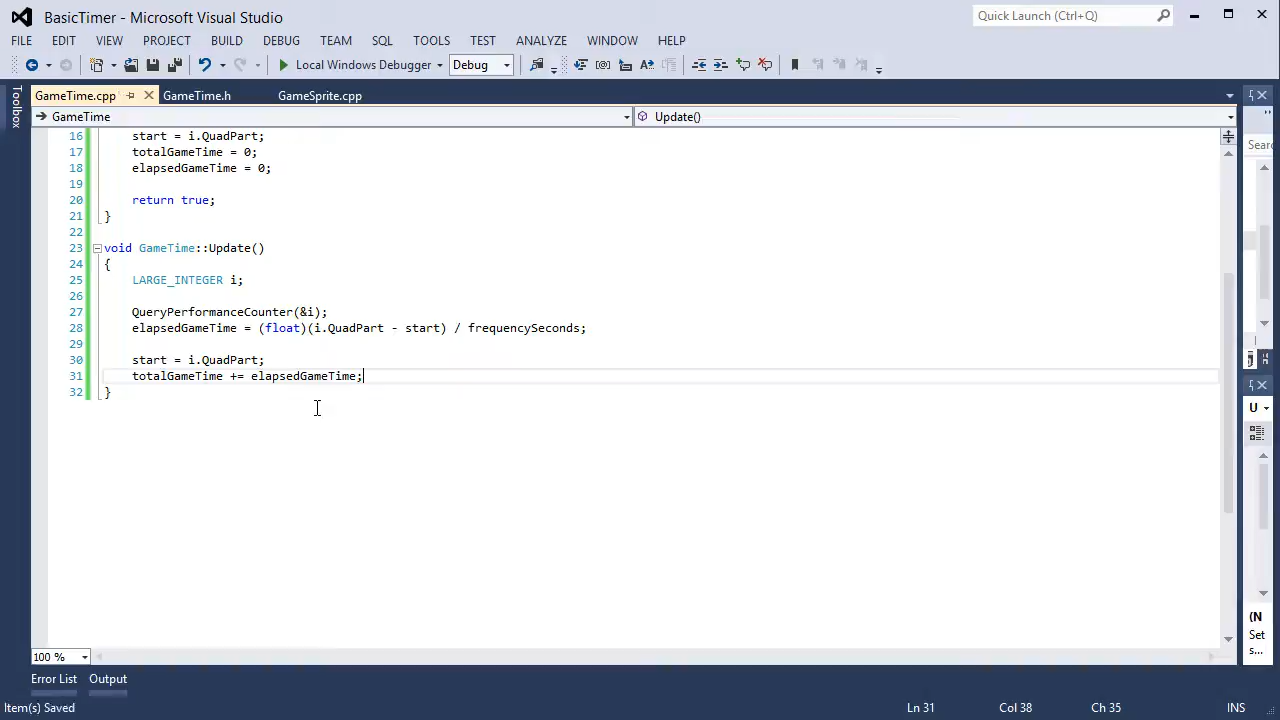 BasicTimer - Microsoft Visual Studio
Quick Launch (Ctrl+Q)
FILE EDIT VIEW PROJECT BUILD DEBUG TEAM SQL TOOLS TEST ANALYZE WINDOW HELP
Local Windows Debugger Debug
Toolbox
GameTime.cpp GameTime.h GameSprite.cpp
GameTime Update()
Searc
16 start = i.QuadPart;
17 totalGameTime = 0;
18 elapsedGameTime = 0;
19
20 return true;
21 }
22
23 void GameTime::Update()
24 {
25 LARGE_INTEGER i;
26
27 QueryPerformanceCounter(&i);
28 elapsedGameTime = (float)(i.QuadPart - start) / frequencySeconds;
29
30 start = i.QuadPart;
31 totalGameTime += elapsedGameTime;
32 }
U
(N
Set
s...
100 %
Error List Output
Item(s) Saved Ln 31 Col 38 Ch 35 INS